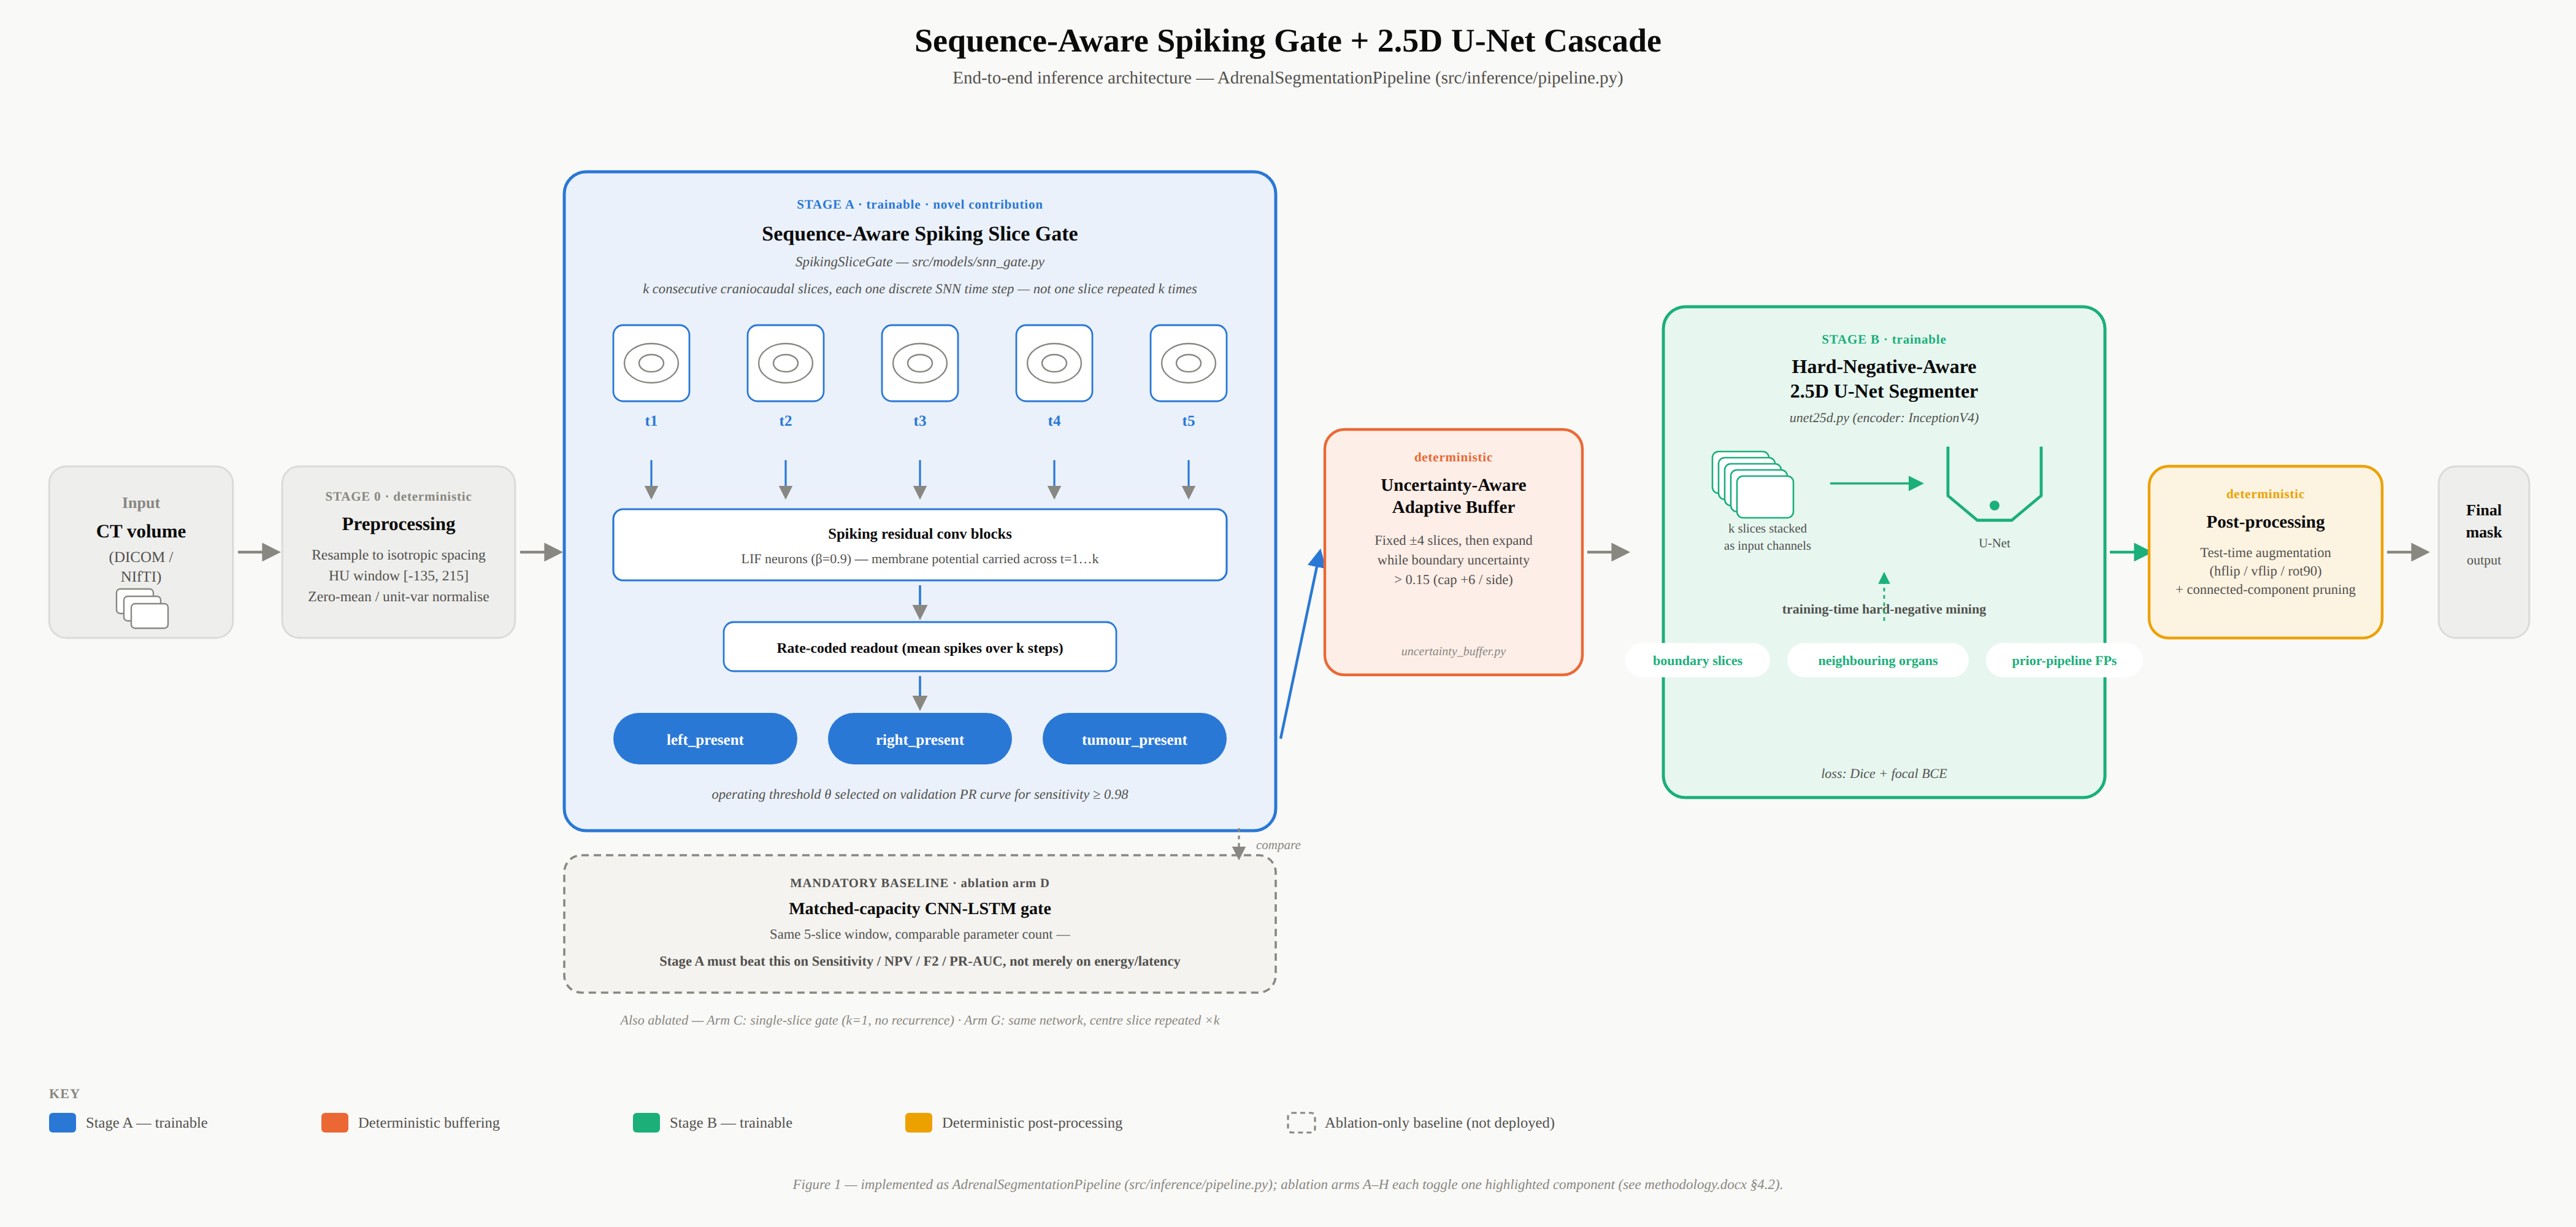 Sequence-Aware Spiking Gate + 2.5D U-Net Cascade
End-to-end inference architecture — AdrenalSegmentationPipeline (src/inference/pipeline.py)
Input
CT volume
(DICOM /
NIfTI)
STAGE 0 · deterministic
Preprocessing
Resample to isotropic spacing
HU window [-135, 215]
Zero-mean / unit-var normalise
STAGE A · trainable · novel contribution
Sequence-Aware Spiking Slice Gate
SpikingSliceGate — src/models/snn_gate.py
k consecutive craniocaudal slices, each one discrete SNN time step — not one slice repeated k times
t1
t2
t3
t4
t5
Spiking residual conv blocks
LIF neurons (β=0.9) — membrane potential carried across t=1…k
Rate-coded readout (mean spikes over k steps)
left_present
right_present
tumour_present
operating threshold θ selected on validation PR curve for sensitivity ≥ 0.98
compare
MANDATORY BASELINE · ablation arm D
Matched-capacity CNN-LSTM gate
Same 5-slice window, comparable parameter count —
Stage A must beat this on Sensitivity / NPV / F2 / PR-AUC, not merely on energy/latency
Also ablated — Arm C: single-slice gate (k=1, no recurrence) · Arm G: same network, centre slice repeated ×k
deterministic
Uncertainty-Aware
Adaptive Buffer
Fixed ±4 slices, then expand
while boundary uncertainty
> 0.15 (cap +6 / side)
uncertainty_buffer.py
STAGE B · trainable
Hard-Negative-Aware
2.5D U-Net Segmenter
unet25d.py (encoder: InceptionV4)
k slices stacked
as input channels
U-Net
training-time hard-negative mining
boundary slices
neighbouring organs
prior-pipeline FPs
loss: Dice + focal BCE
deterministic
Post-processing
Test-time augmentation
(hflip / vflip / rot90)
+ connected-component pruning
Final
mask
output
KEY
Stage A — trainable
Deterministic buffering
Stage B — trainable
Deterministic post-processing
Ablation-only baseline (not deployed)
Figure 1 — implemented as AdrenalSegmentationPipeline (src/inference/pipeline.py); ablation arms A–H each toggle one highlighted component (see methodology.docx §4.2).